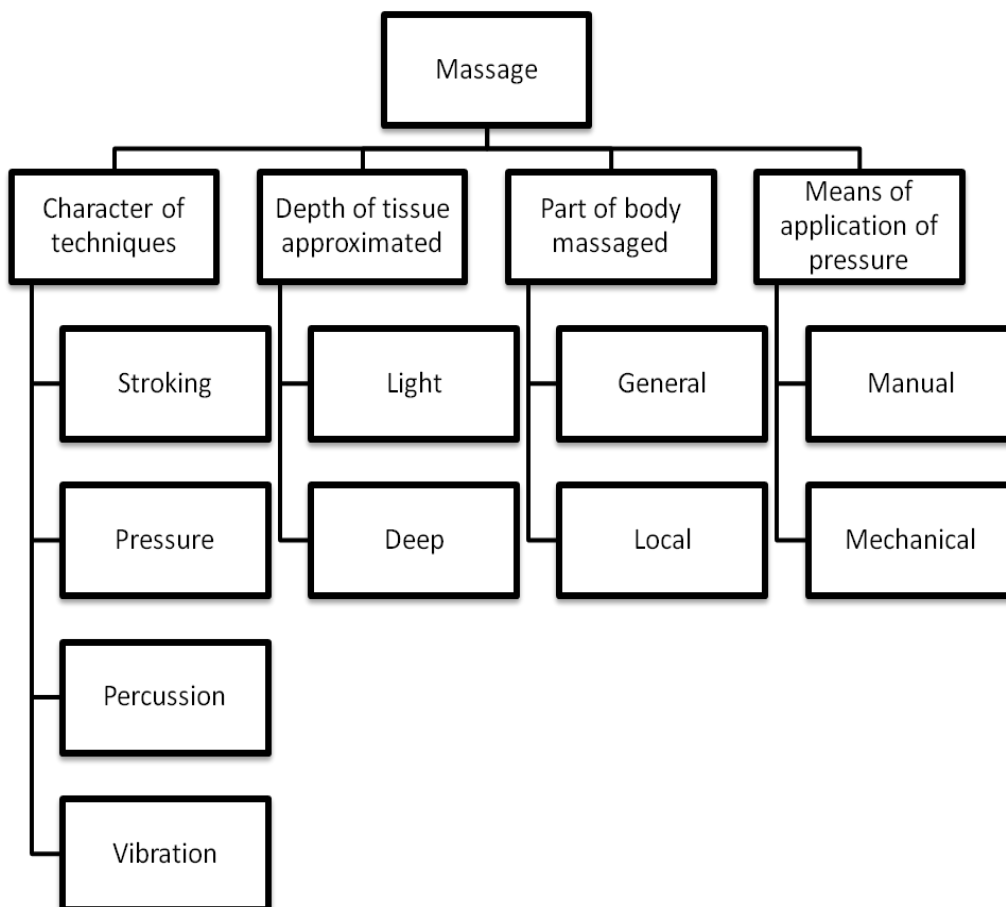 Massage
Character of
techniques
Depth of tissue
approximated
Part of body
massaged
Means of
application of
pressure
Stroking
Light
General
Manual
Pressure
Deep
Local
Mechanical
Percussion
Vibration